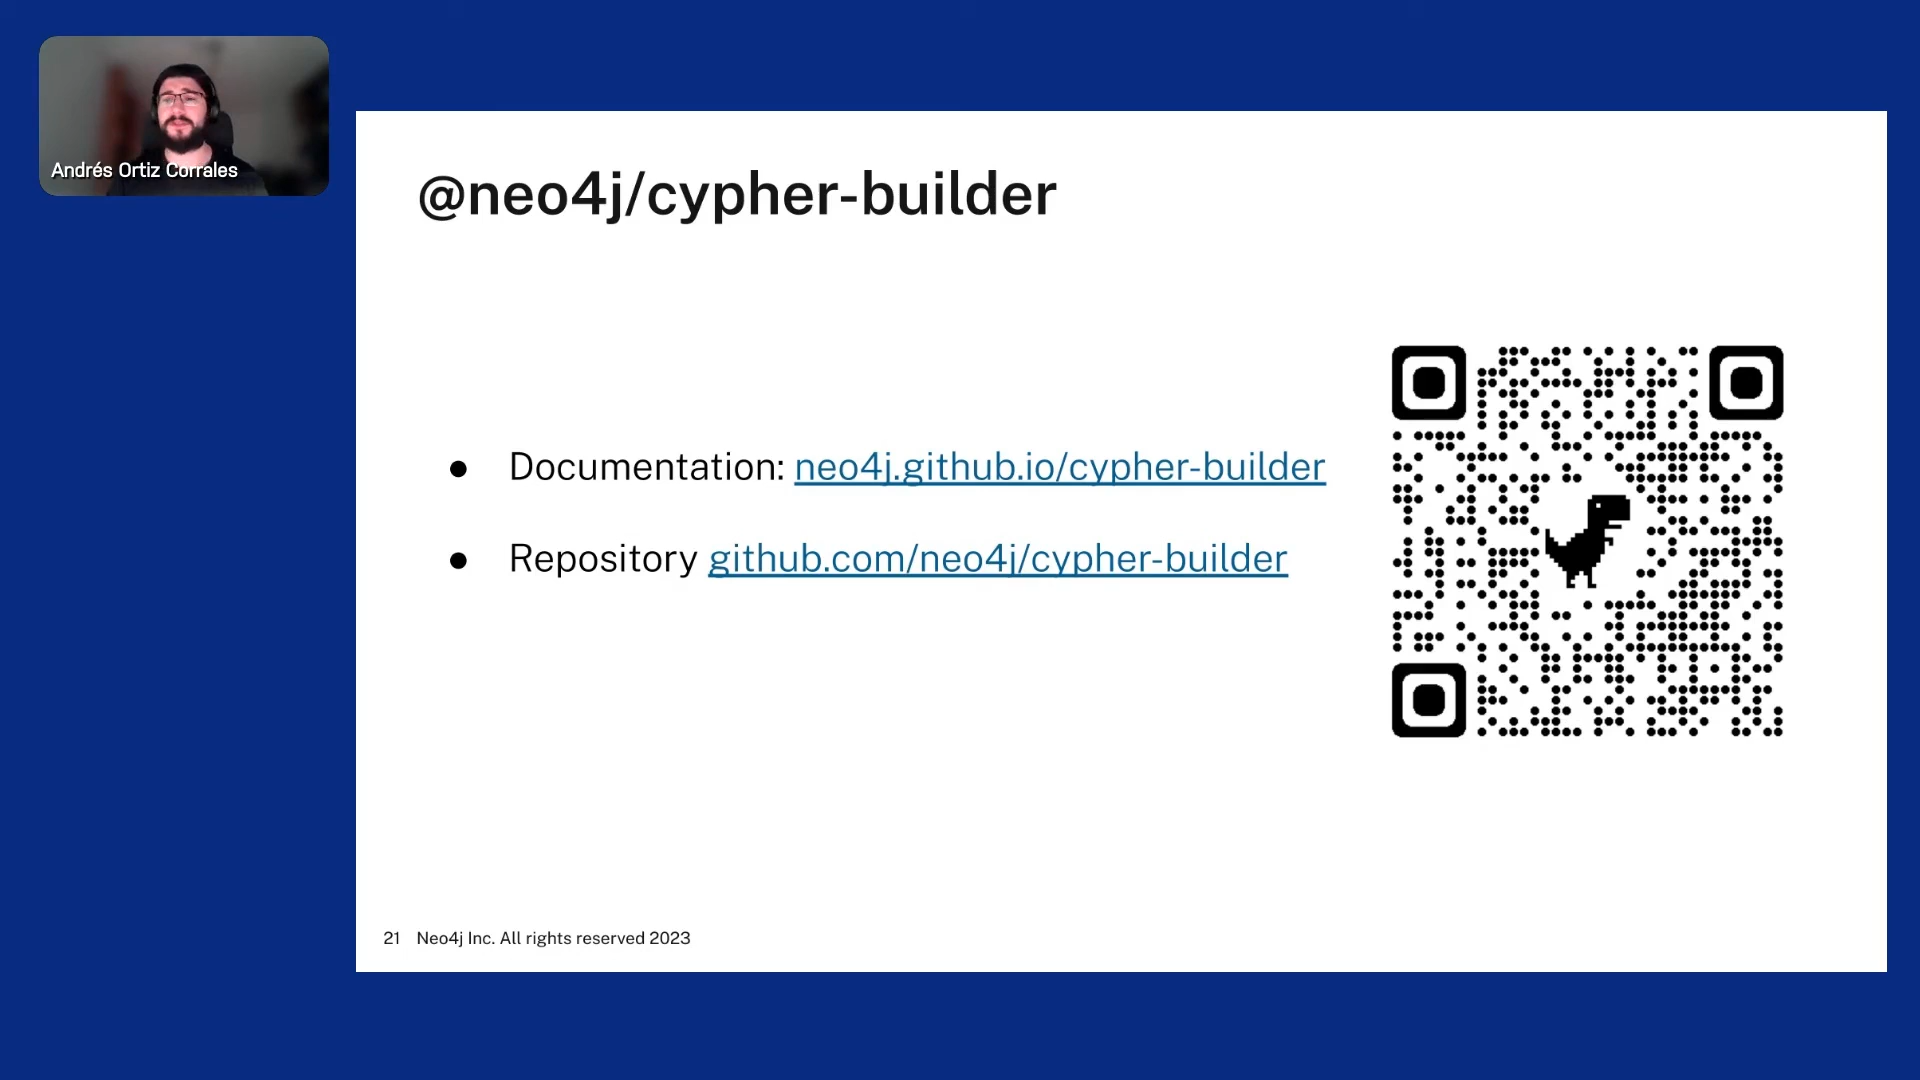 Andrés Ortiz Corrales
@neo4j/cypher-builder
● Documentation: neo4j.github.io/cypher-builder
● Repository github.com/neo4j/cypher-builder
21 Neo4j Inc. All rights reserved 2023